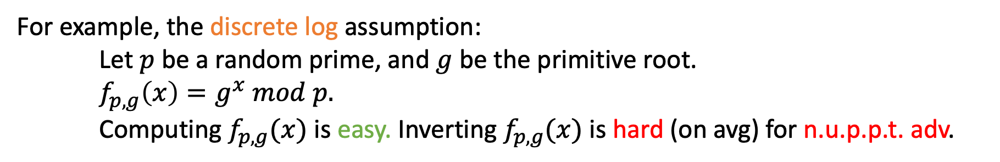 For example, the discrete log assumption:
Let p be a random prime, and g be the primitive root.
f_{p,g}(x) = g^x mod p.
Computing f_{p,g}(x) is easy. Inverting f_{p,g}(x) is hard (on avg) for n.u.p.p.t. adv.